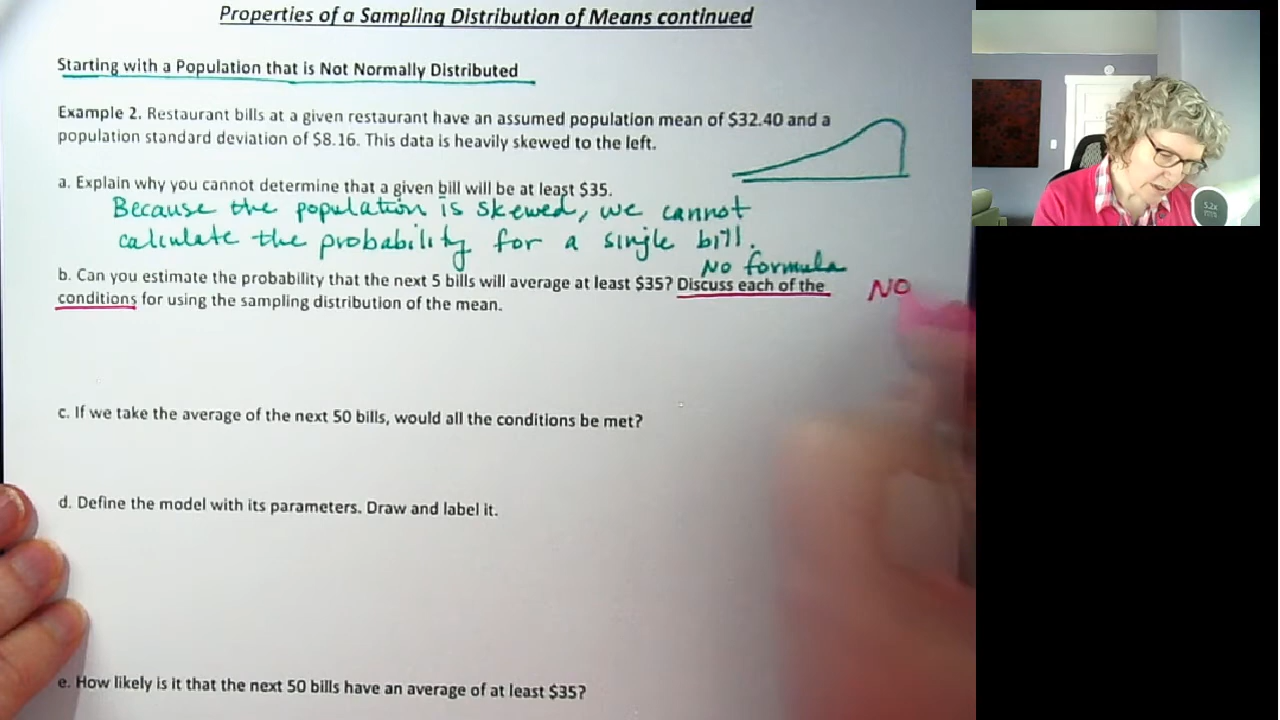 Properties of a Sampling Distribution of Means continued
Starting with a Population that is Not Normally Distributed
Example 2. Restaurant bills at a given restaurant have an assumed population mean of $32.40 and a
population standard deviation of $8.16. This data is heavily skewed to the left.
a. Explain why you cannot determine that a given bill will be at least $35.
Because the population is skewed, we cannot
calculate the probability for a single bill.
No formula
b. Can you estimate the probability that the next 5 bills will average at least $35? Discuss each of the
NO
conditions for using the sampling distribution of the mean.
c. If we take the average of the next 50 bills, would all the conditions be met?
d. Define the model with its parameters. Draw and label it.
e. How likely is it that the next 50 bills have an average of at least $35?